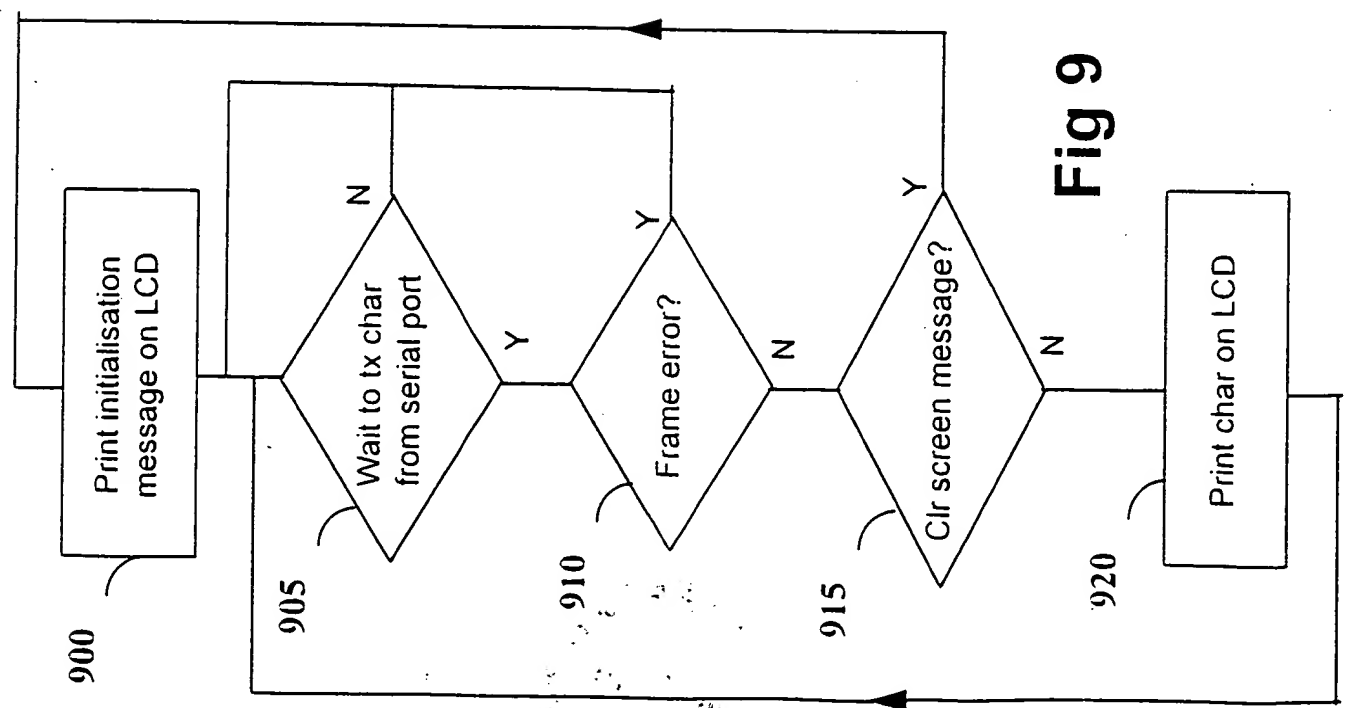 900
Print initialisation
message on LCD
905
Wait to tx char
from serial port
N
Y
910
Frame error?
Y
N
915
Clr screen message?
Y
N
920
Print char on LCD
Fig 9